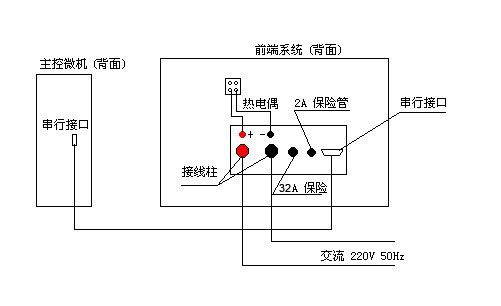 前端系统 (背面)
主控微机 (背面)
热电偶
2A 保险管
串行接口
串行接口
+ -
接线柱
32A 保险
交流 220V 50Hz